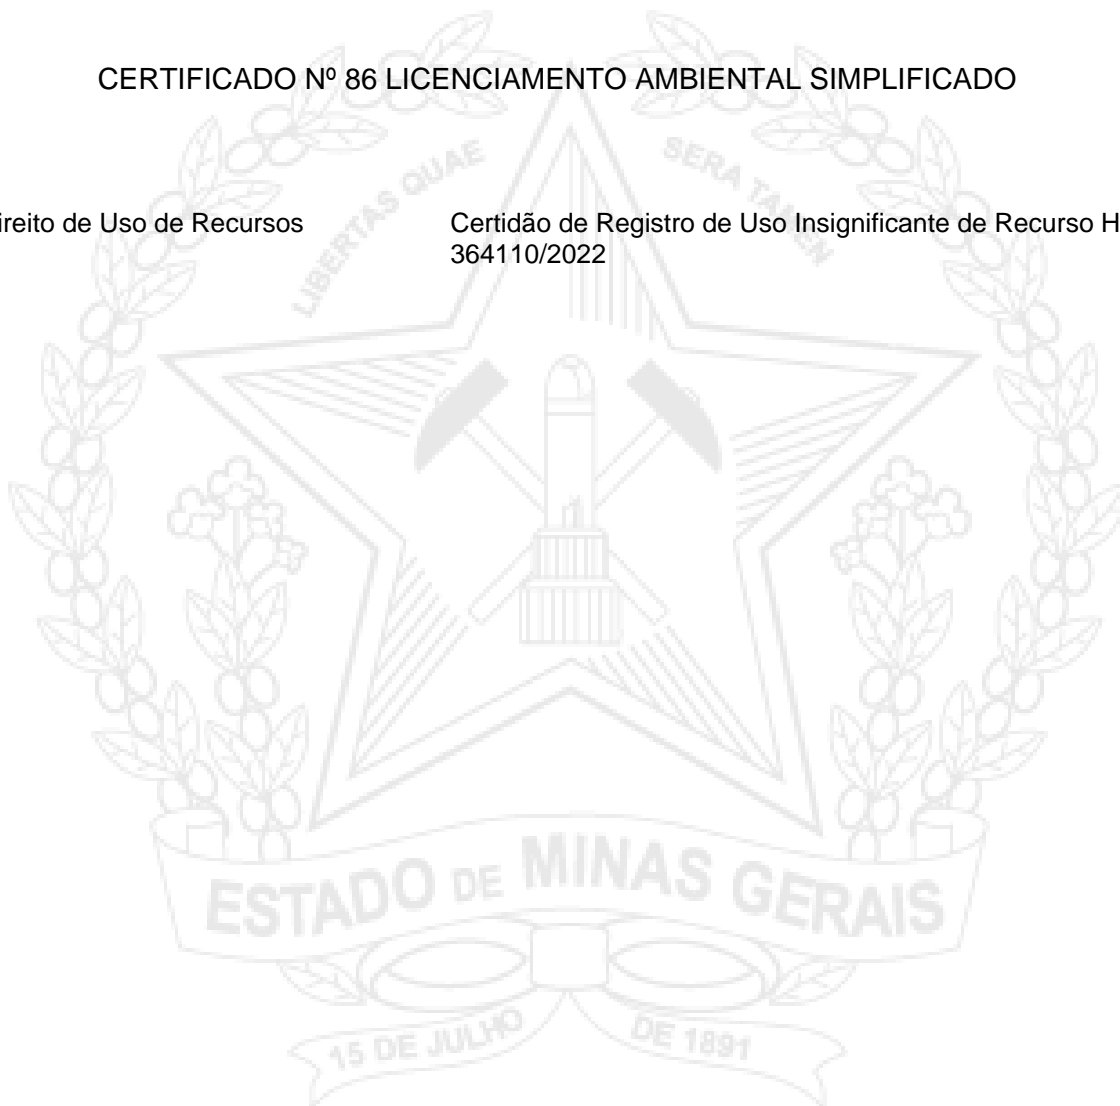 CERTIFICADO Nº 86 LICENCIAMENTO AMBIENTAL SIMPLIFICADO
LIBERTAS QUAE SERA TAMEN
ireito de Uso de Recursos
Certidão de Registro de Uso Insignificante de Recurso H
364110/2022
ESTADO DE MINAS GERAIS
15 DE JULHO DE 1891